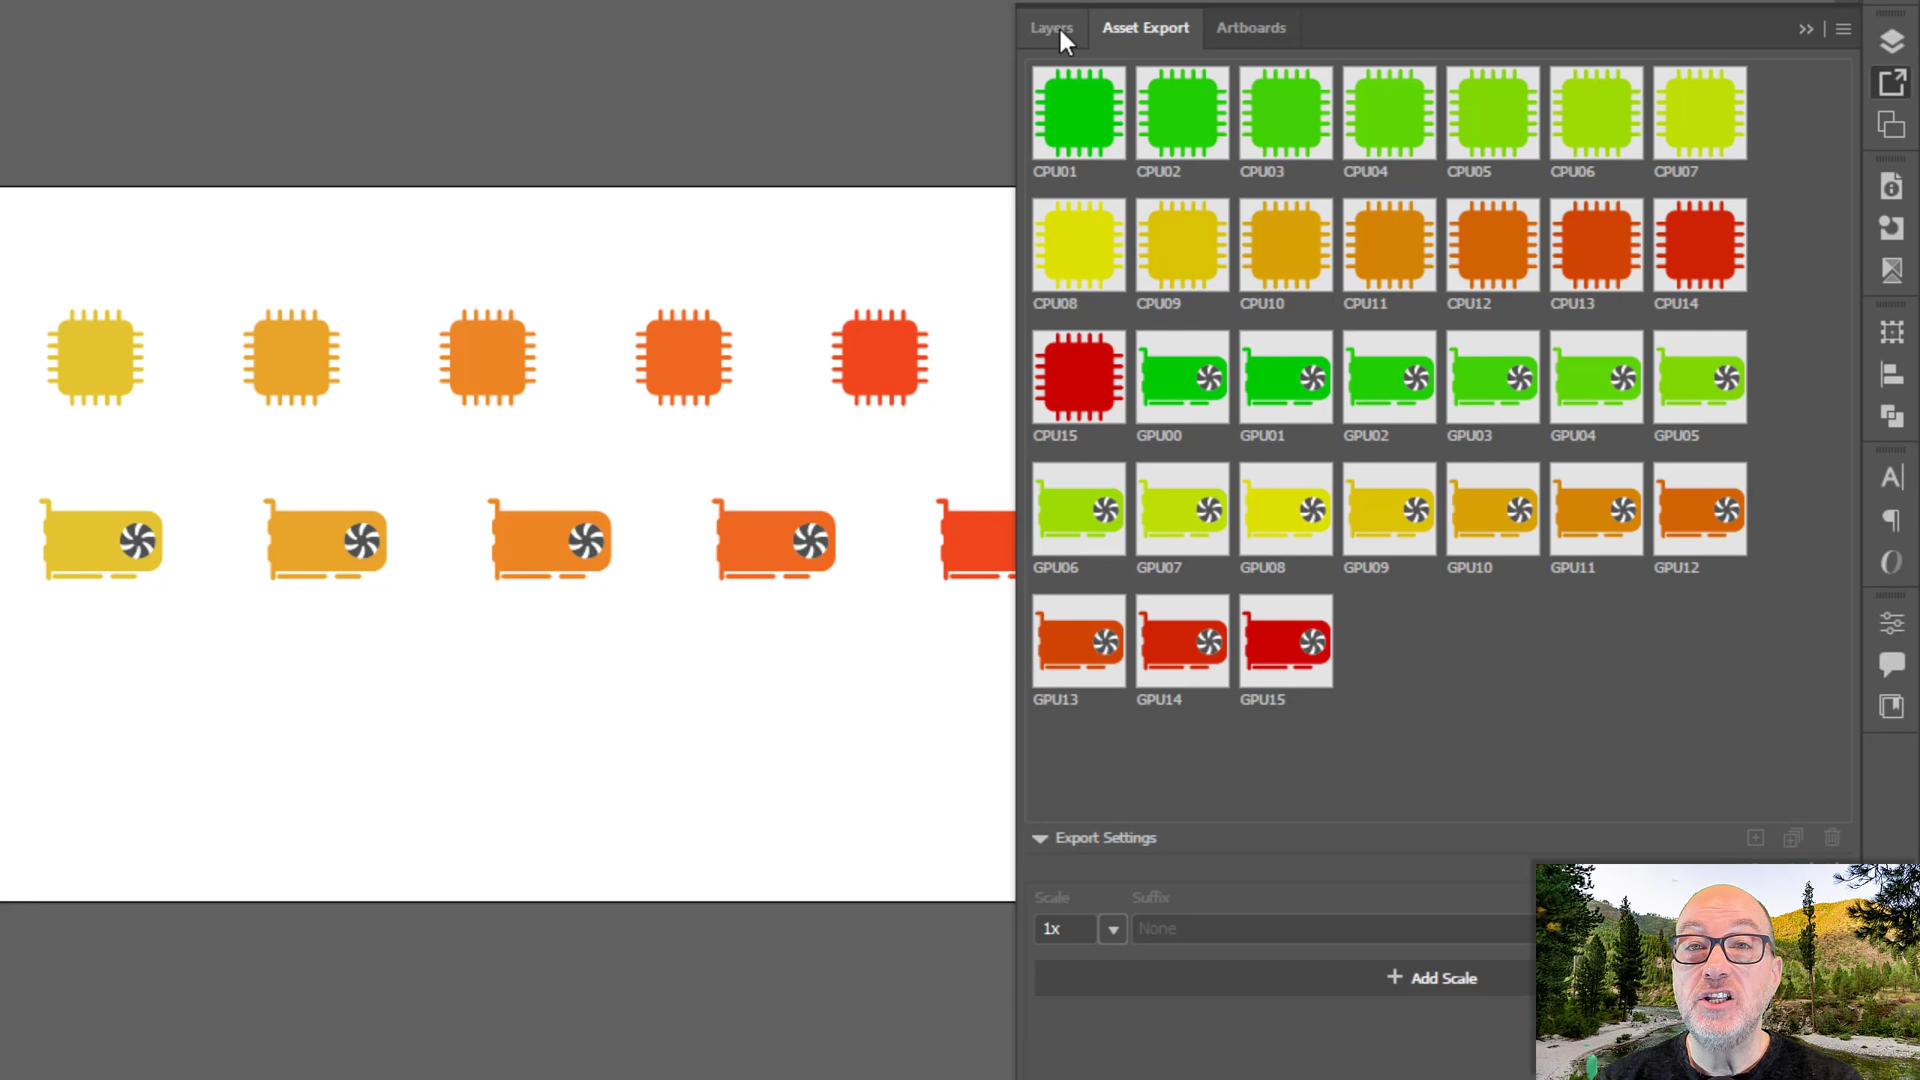 Layers Asset Export Artboards
CPU01 CPU02 CPU03 CPU04 CPU05 CPU06 CPU07
CPU08 CPU09 CPU10 CPU11 CPU12 CPU13 CPU14
CPU15 GPU00 GPU01 GPU02 GPU03 GPU04 GPU05
GPU06 GPU07 GPU08 GPU09 GPU10 GPU11 GPU12
GPU13 GPU14 GPU15
Export Settings
Scale Suffix
1x None
+ Add Scale